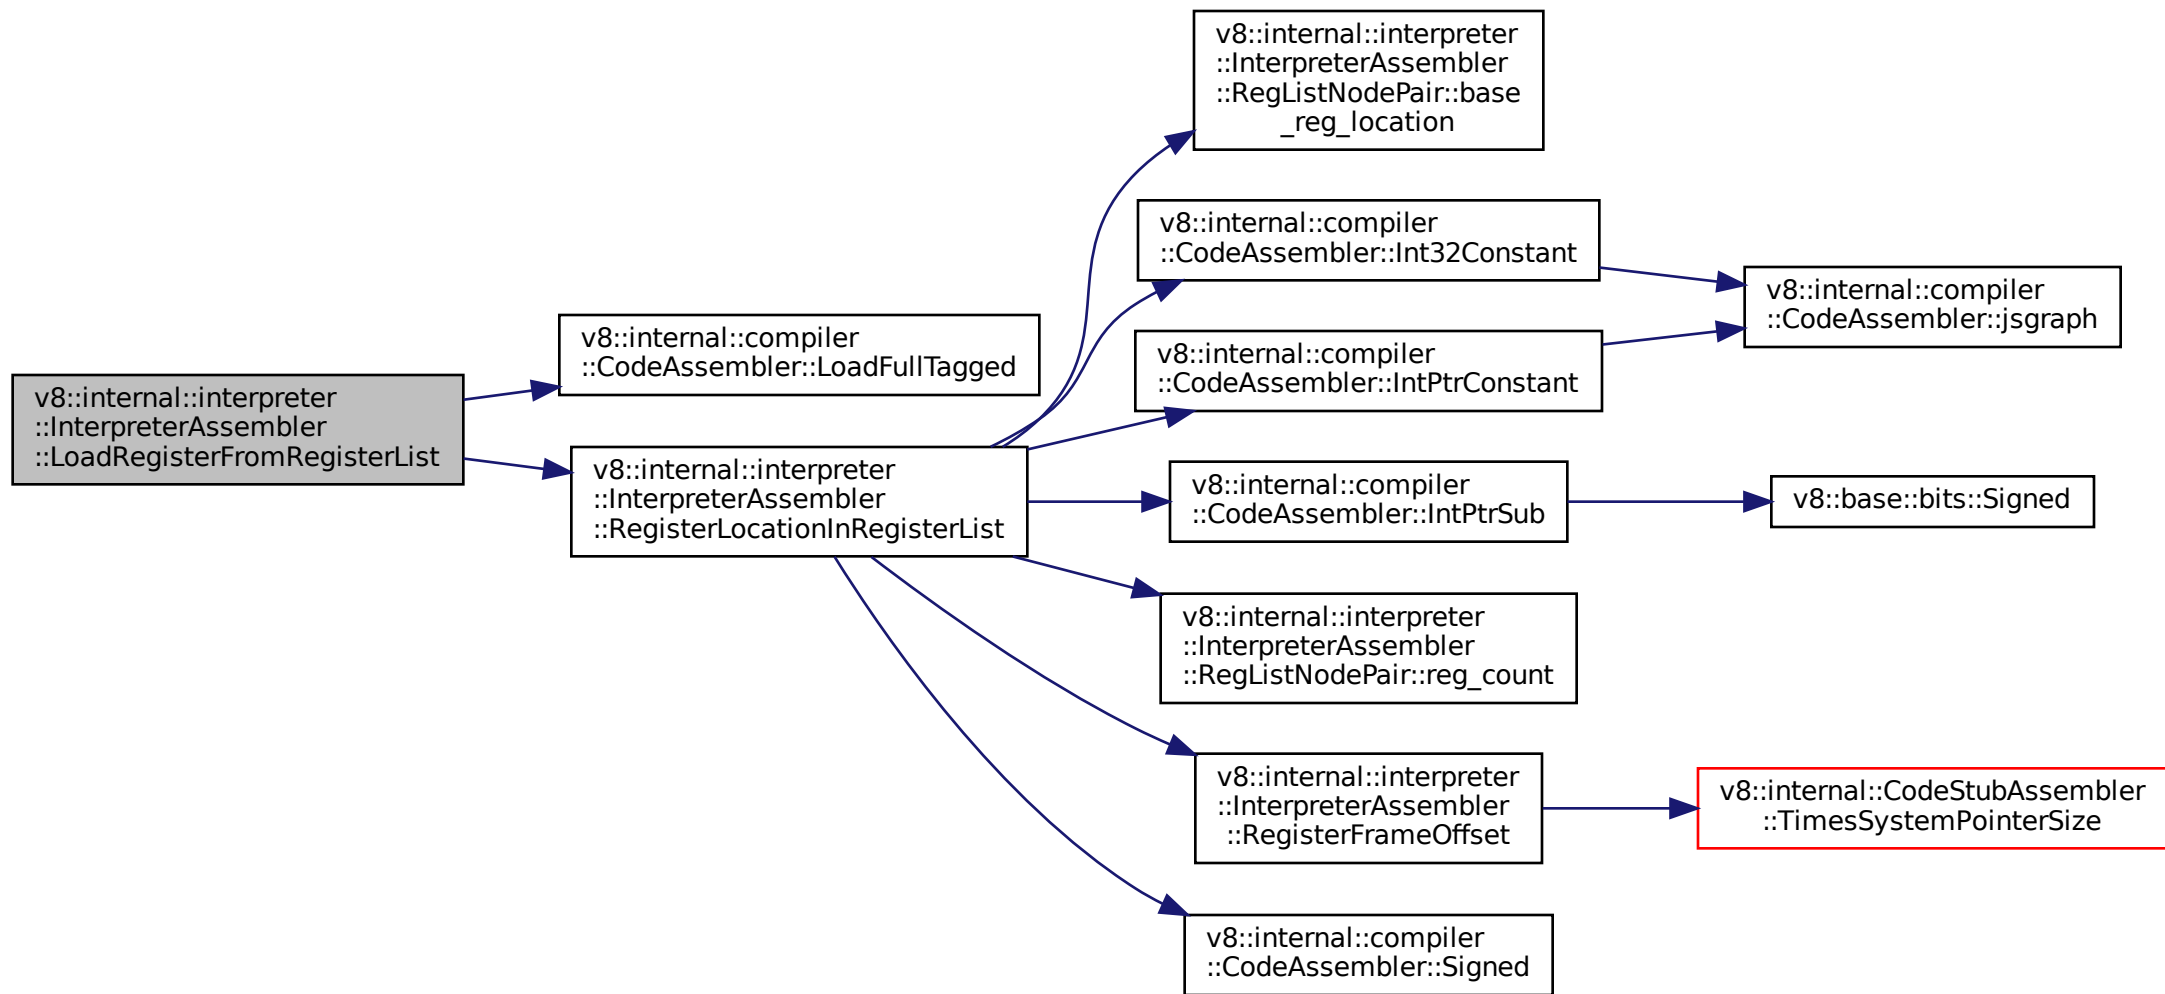 v8::internal::interpreter
::InterpreterAssembler
::LoadRegisterFromRegisterList
v8::internal::compiler
::CodeAssembler::LoadFullTagged
v8::internal::interpreter
::InterpreterAssembler
::RegisterLocationInRegisterList
v8::internal::interpreter
::InterpreterAssembler
::RegListNodePair::base
_reg_location
v8::internal::compiler
::CodeAssembler::Int32Constant
v8::internal::compiler
::CodeAssembler::IntPtrConstant
v8::internal::compiler
::CodeAssembler::IntPtrSub
v8::internal::interpreter
::InterpreterAssembler
::RegListNodePair::reg_count
v8::internal::interpreter
::InterpreterAssembler
::RegisterFrameOffset
v8::internal::compiler
::CodeAssembler::Signed
v8::internal::compiler
::CodeAssembler::jsgraph
v8::base::bits::Signed
v8::internal::CodeStubAssembler
::TimesSystemPointerSize